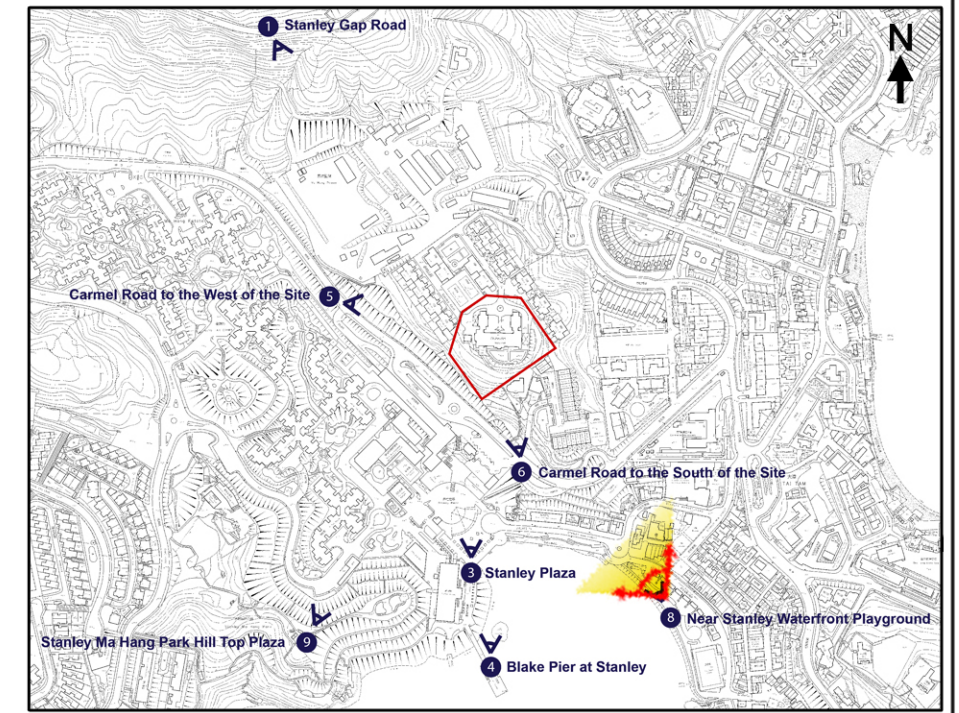 1 Stanley Gap Road
N
Carmel Road to the West of the Site 5
6 Carmel Road to the South of the Site
3 Stanley Plaza
8 Near Stanley Waterfront Playground
Stanley Ma Hang Park Hill Top Plaza 9
4 Blake Pier at Stanley